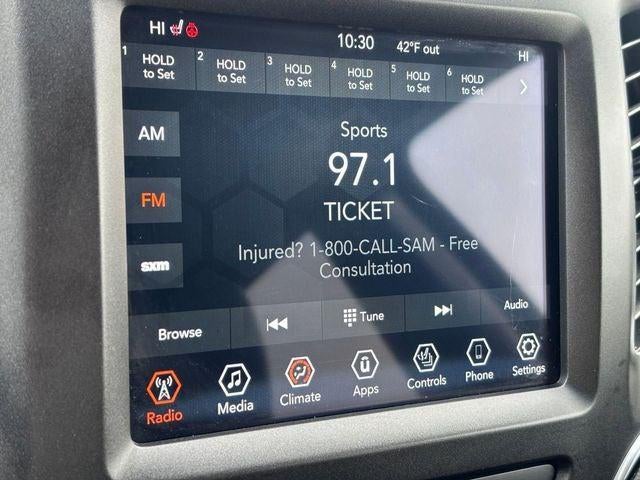 HI 10:30 42°F out HI
1 HOLD to Set 2 HOLD to Set 3 HOLD to Set 4 HOLD to Set 5 HOLD to Set 6 HOLD to Set
AM
FM
sxm
Sports
97.1
TICKET
Injured? 1-800-CALL-SAM - Free
Consultation
Browse Tune Audio
Radio Media Climate Apps Controls Phone Settings